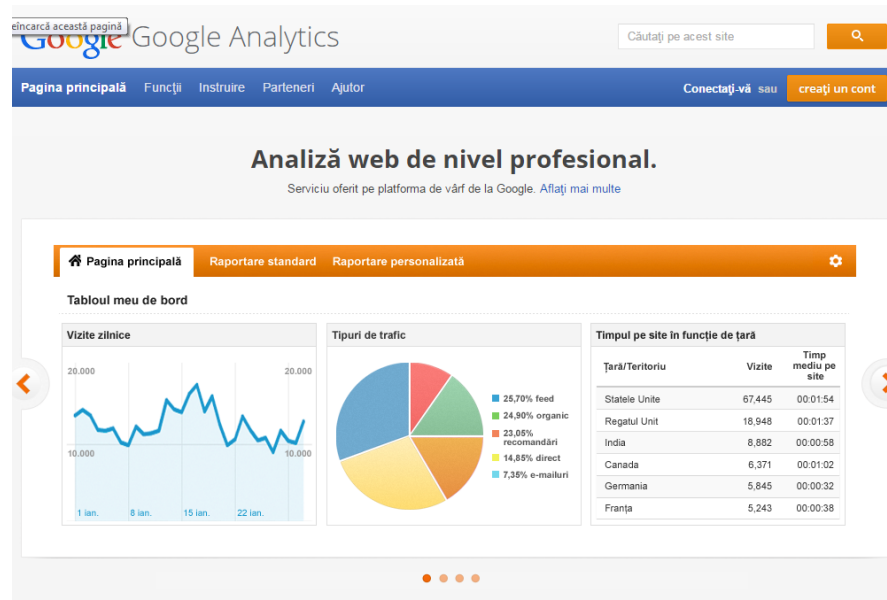 eîncarcă această pagină
Google Google Analytics
Căutați pe acest site
Pagina principală Funcții Instruire Parteneri Ajutor
Conectați-vă sau creați un cont
Analiză web de nivel profesional.
Serviciu oferit pe platforma de vârf de la Google. Aflați mai multe
Pagina principală Raportare standard Raportare personalizată
Tabloul meu de bord
Vizite zilnice
20.000 20.000
10.000 10.000
1 ian. 8 ian. 15 ian. 22 ian.
Tipuri de trafic
25,70% feed
24,90% organic
23,05%
recomandări
14,85% direct
7,35% e-mailuri
Timpul pe site în funcție de țară
Țară/Teritoriu Vizite Timp
mediu pe
site
Statele Unite 67,445 00:01:54
Regatul Unit 18,948 00:01:37
India 8,882 00:00:58
Canada 6,371 00:01:02
Germania 5,845 00:00:32
Franța 5,243 00:00:38